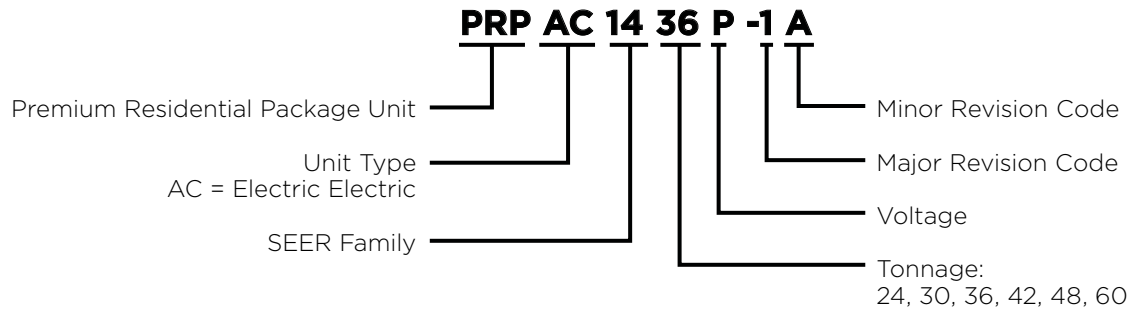 PRP AC 14 36 P -1 A
Premium Residential Package Unit
Unit Type
AC = Electric Electric
SEER Family
Minor Revision Code
Major Revision Code
Voltage
Tonnage:
24, 30, 36, 42, 48, 60